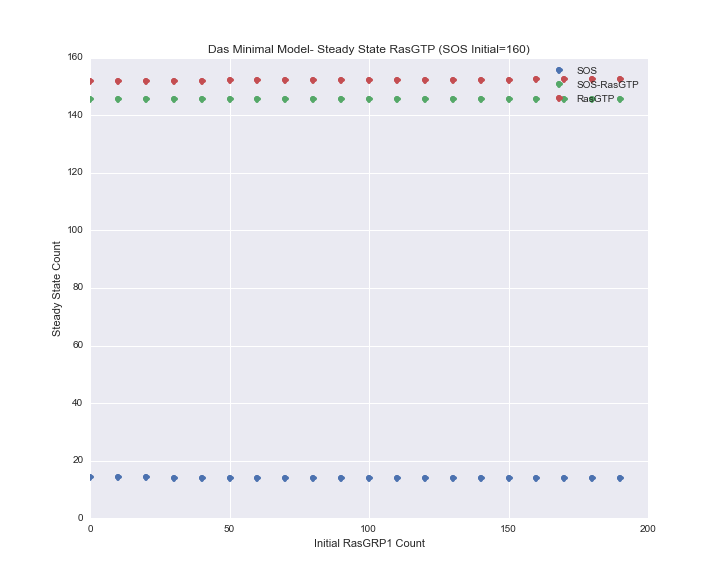 Das Minimal Model- Steady State RasGTP (SOS Initial=160)
160
140
120
100
80
60
40
20
0
Steady State Count
SOS
SOS-RasGTP
RasGTP
0 50 100 150 200
Initial RasGRP1 Count